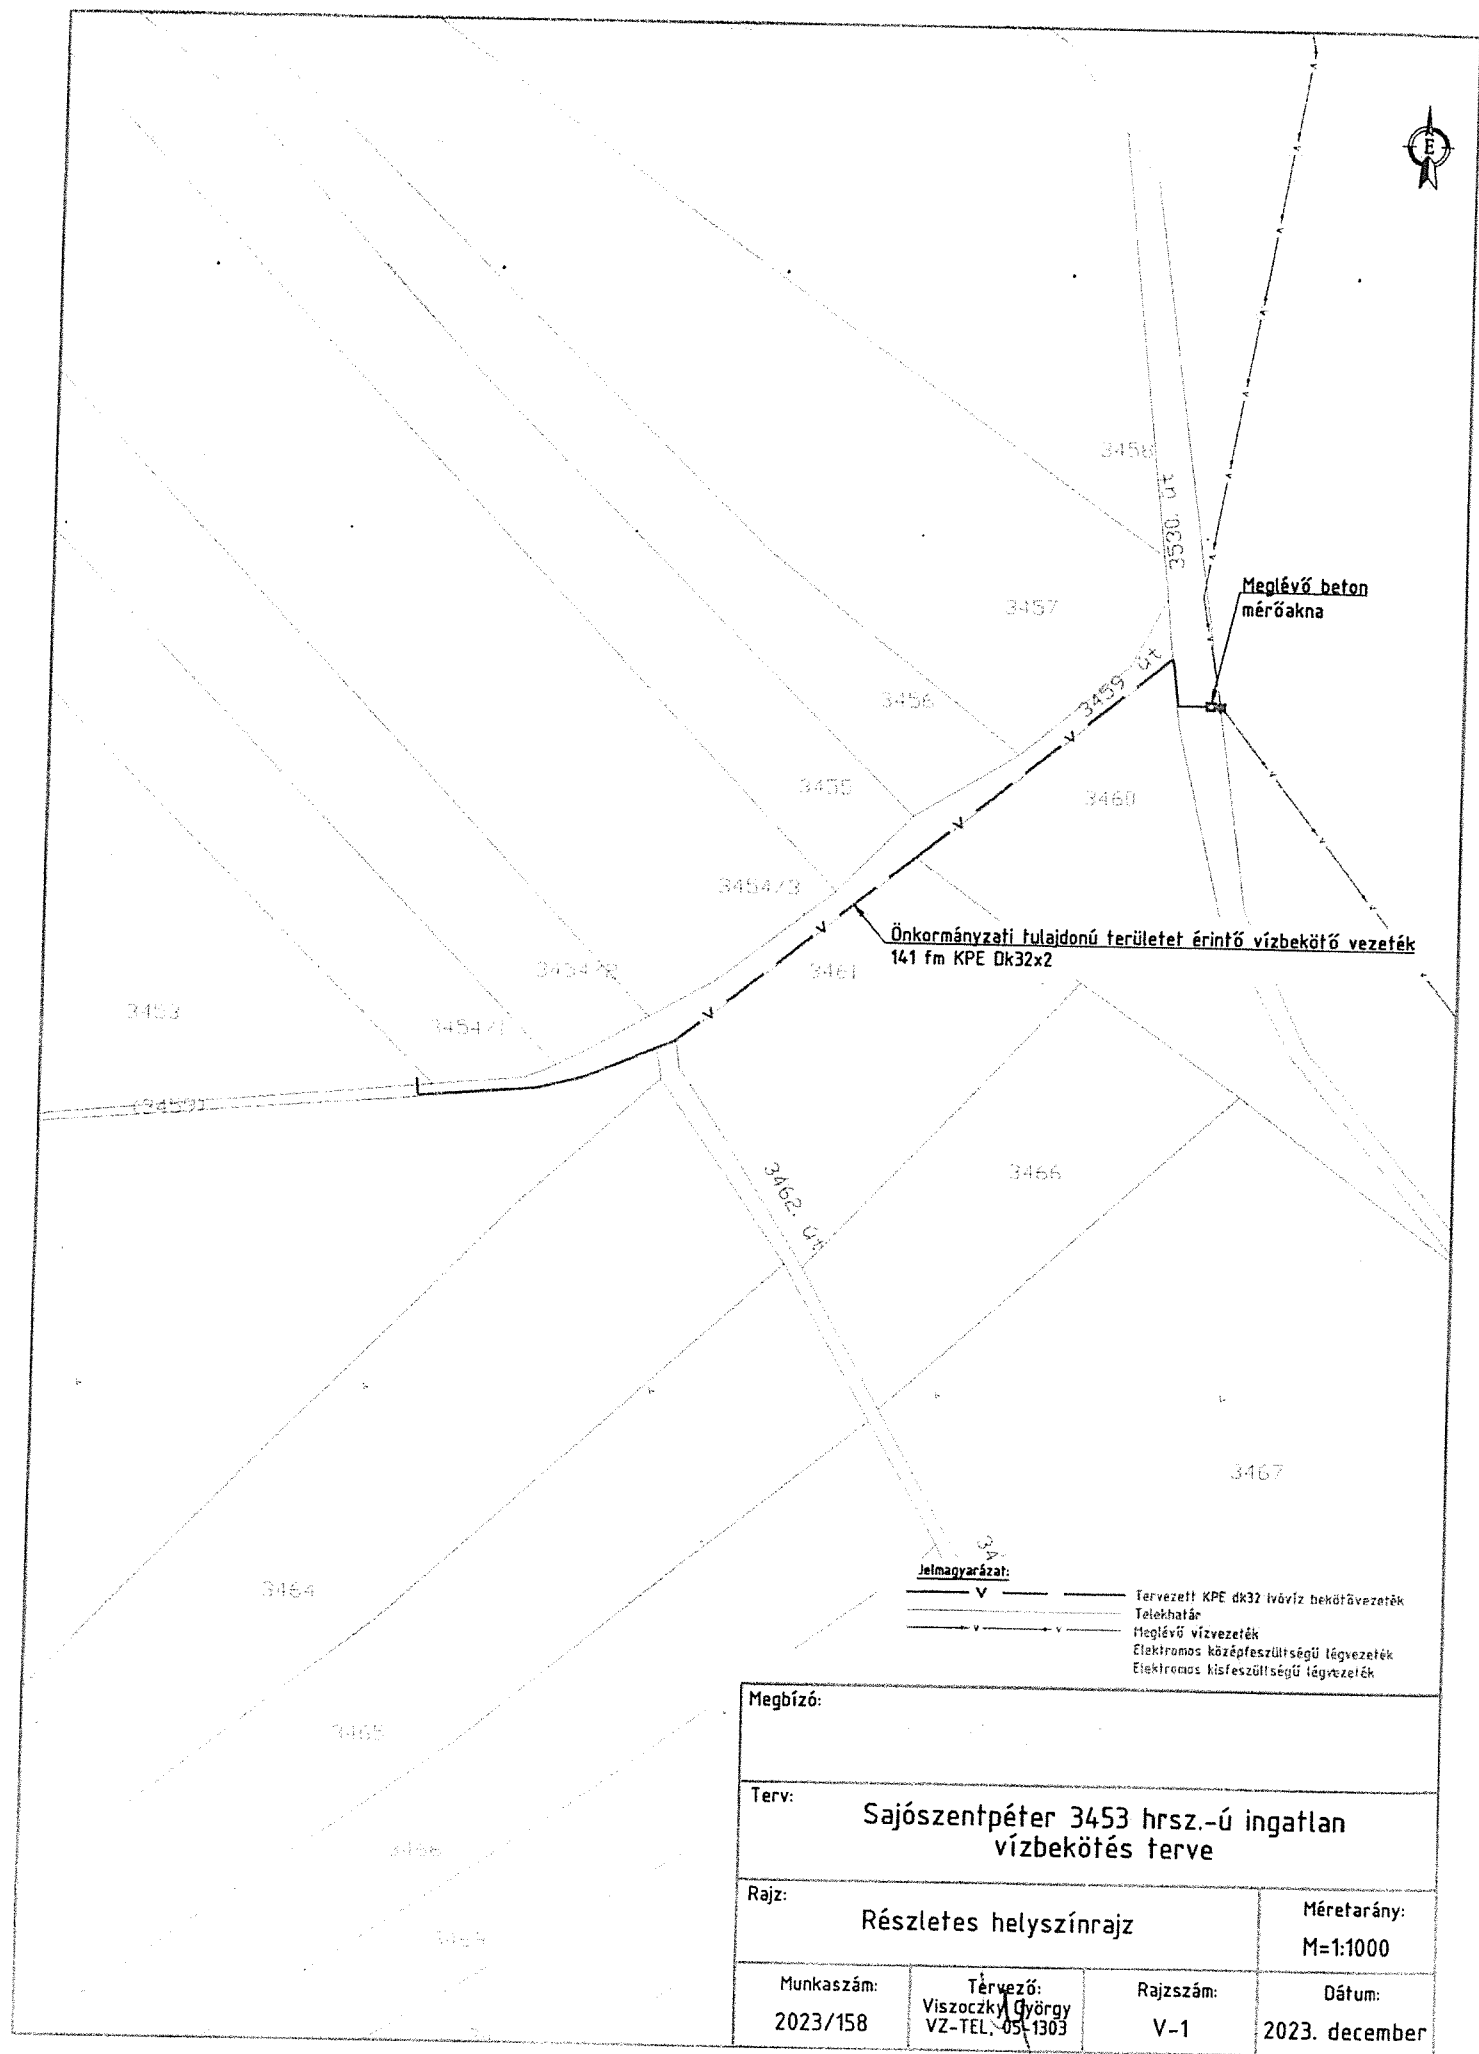 E
3458
3530. út
Meglévő beton
mérőakna
3457
3459 út
3456
3455
3460
3454/3
Önkormányzati tulajdonú területet érintő vízbekötő vezeték
141 fm KPE Dk32x2
3454/2
3461
3453
3454/1
(3459)
3462. út
3466
3467
3464
Jelmagyarázat:
V
Tervezett KPE dk32 ivóvíz bekötővezeték
Telekhatár
Meglévő vízvezeték
Elektromos középfeszültségű légvezeték
Elektromos kisfeszültségű légvezeték
3465
Megbízó:
Terv:
Sajószentpéter 3453 hrsz.-ú ingatlan
vízbekötés terve
Rajz:
Részletes helyszínrajz
Méretarány:
M=1:1000
Munkaszám:
2023/158
Tervező:
Viszoczky György
VZ-TEL, 05-1303
Rajzszám:
V-1
Dátum:
2023. december